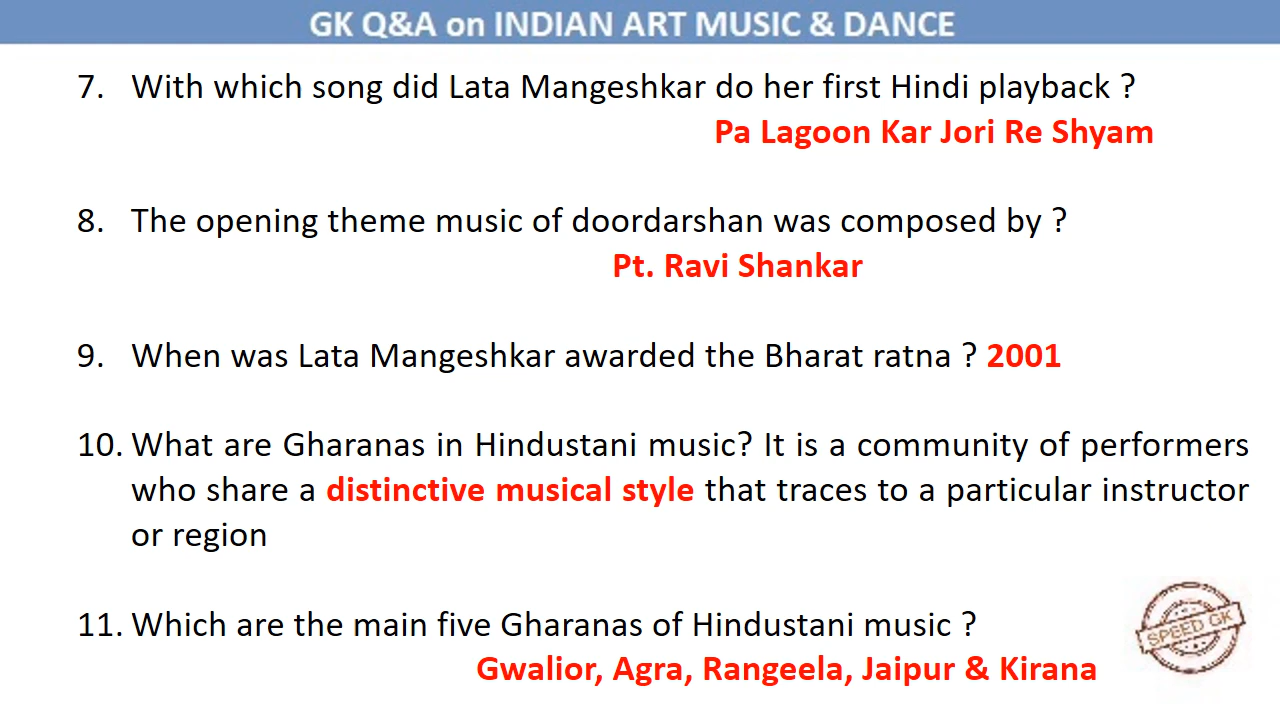 GK Q&A on INDIAN ART MUSIC & DANCE
7. With which song did Lata Mangeshkar do her first Hindi playback ?
Pa Lagoon Kar Jori Re Shyam
8. The opening theme music of doordarshan was composed by ?
Pt. Ravi Shankar
9. When was Lata Mangeshkar awarded the Bharat ratna ? 2001
10. What are Gharanas in Hindustani music? It is a community of performers
who share a distinctive musical style that traces to a particular instructor
or region
11. Which are the main five Gharanas of Hindustani music ?
Gwalior, Agra, Rangeela, Jaipur & Kirana
SPEED GK